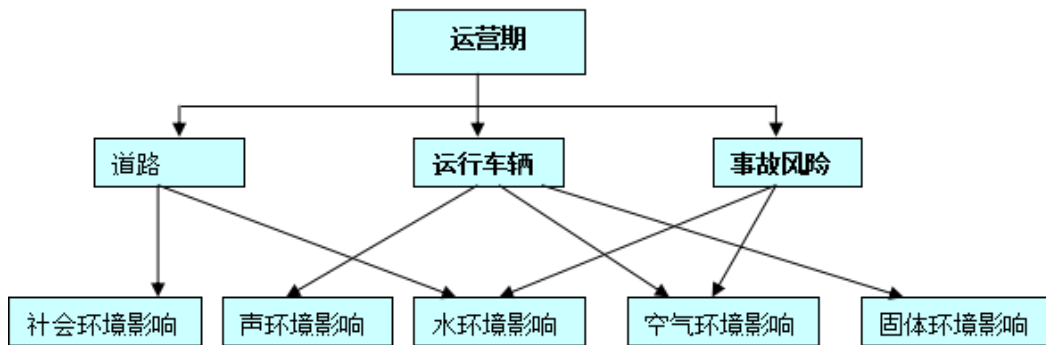 运营期
道路
运行车辆
事故风险
社会环境影响
声环境影响
水环境影响
空气环境影响
固体环境影响